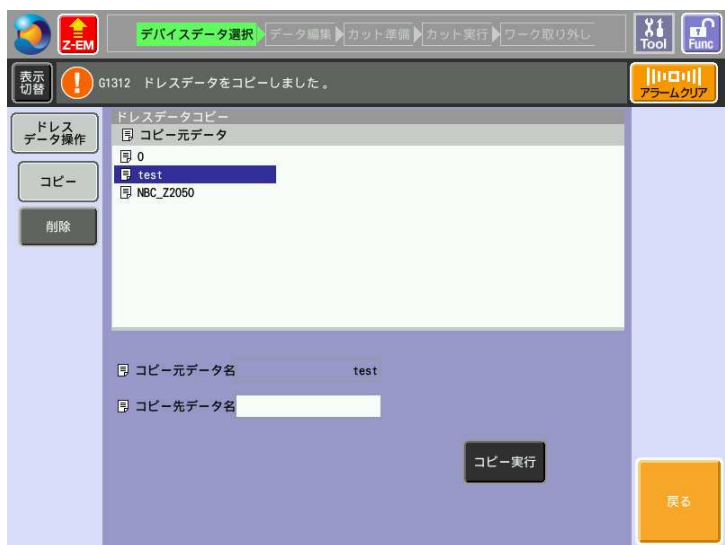 Z-EM
デバイスデータ選択 データ編集 カット準備 カット実行 ワーク取り外し
Tool
Func
表示
切替
G1312 ドレスデータをコピーしました。
アラームクリア
ドレス
データ操作
コピー
削除
ドレスデータコピー
コピー元データ
0
test
NBC_Z2050
コピー元データ名 test
コピー先データ名
コピー実行
戻る